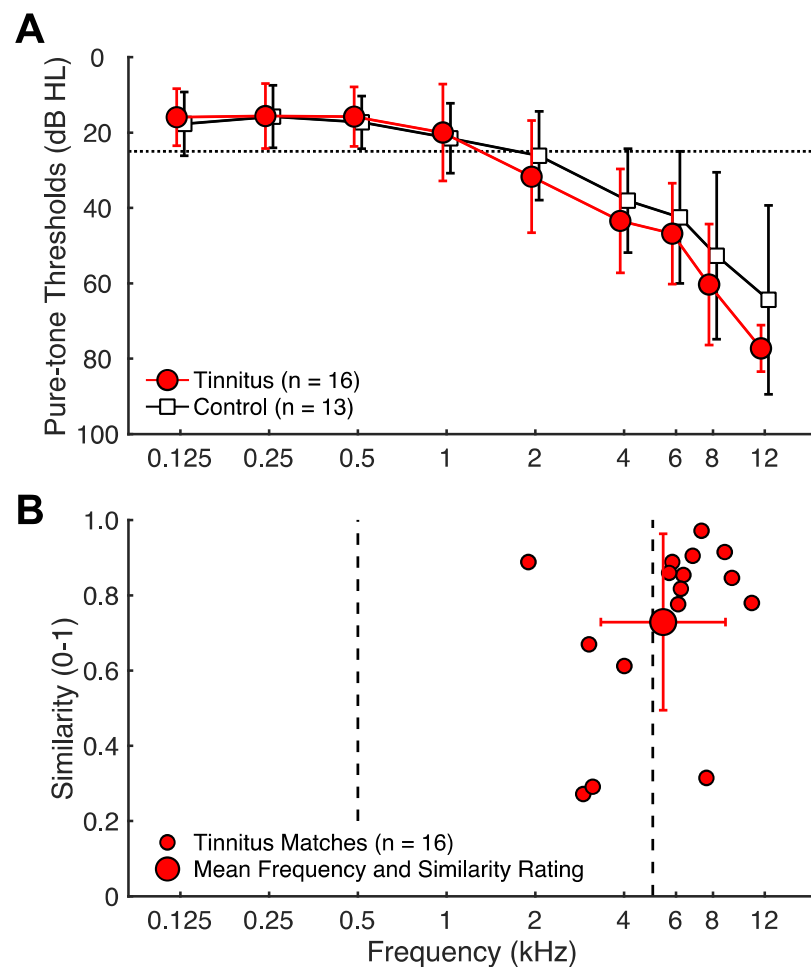 A
Pure-tone Thresholds (dB HL)
0
20
40
60
80
100
Tinnitus (n = 16)
Control (n = 13)
0.125 0.25 0.5 1 2 4 6 8 12
B
Similarity (0-1)
1.0
0.8
0.6
0.4
0.2
0
Tinnitus Matches (n = 16)
Mean Frequency and Similarity Rating
0.125 0.25 0.5 1 2 4 6 8 12
Frequency (kHz)